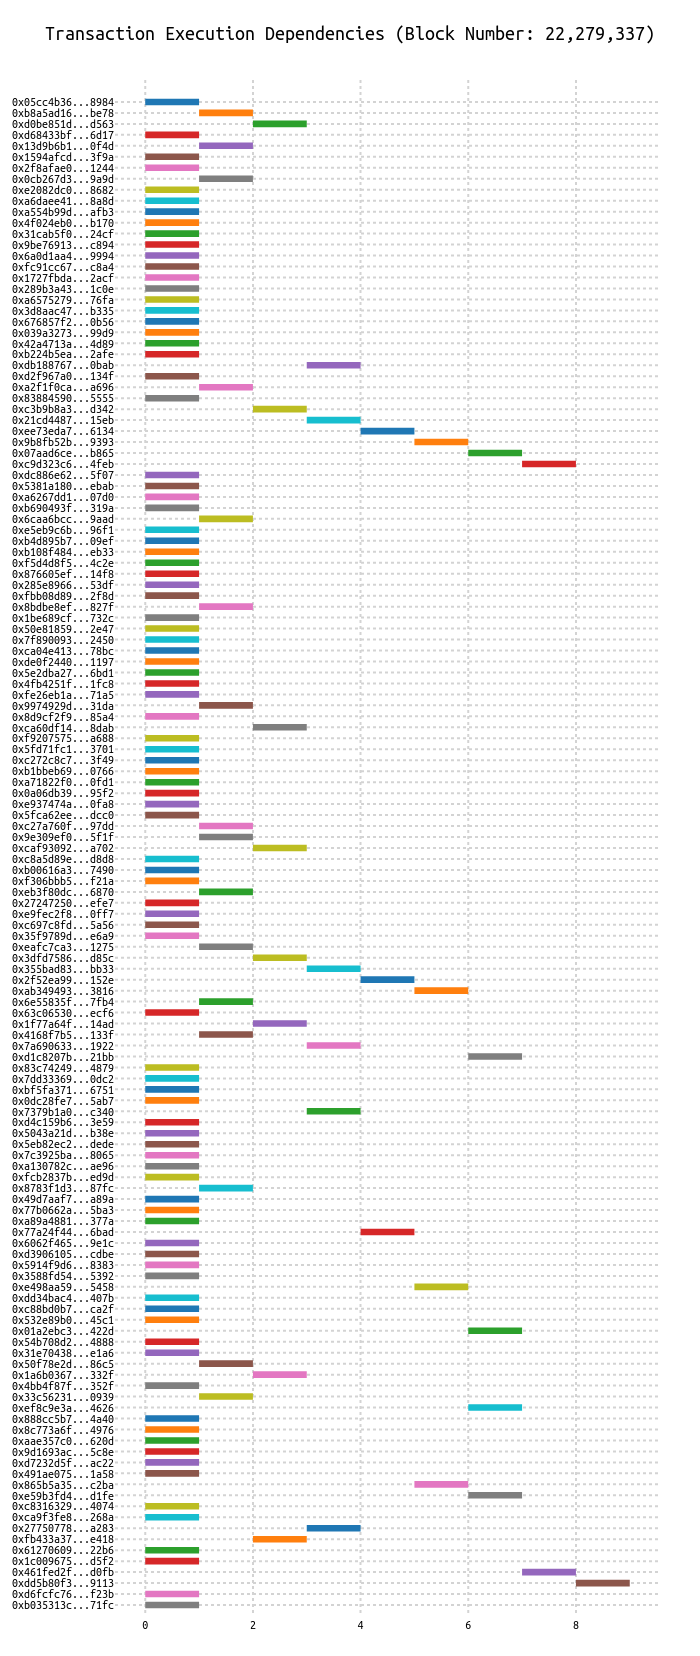 Transaction Execution Dependencies (Block Number: 22,279,337)
0x05cc4b36...8984
0xb8a5ad16...be78
0xd0be851d...d563
0xd68433bf...6d17
0x13d9b6b1...0f4d
0x1594afcd...3f9a
0x2f8afae0...1244
0x0cb267d3...9a9d
0xe2082dc0...8682
0xa6daee41...8a8d
0xa554b99d...afb3
0x4f024eb0...b170
0x31cab5f0...24cf
0x9be76913...c894
0x6a0d1aa4...9994
0xfc91cc67...c8a4
0x1727fbda...2acf
0x289b3a43...1c0e
0xa6575279...76fa
0x3d8aac47...b335
0x676857f2...0b56
0x039a3273...99d9
0x42a4713a...4d89
0xb224b5ea...2afe
0xdb188767...0bab
0xd2f967a0...134f
0xa2f1f0ca...a696
0x83884590...5555
0xc3b9b8a3...d342
0x21cd4487...15eb
0xee73eda7...6134
0x9b8fb52b...9393
0x07aad6ce...b865
0xc9d323c6...4feb
0xdc886e62...5f07
0x5381a180...ebab
0xa6267dd1...07d0
0xb690493f...319a
0x6caa6bcc...9aad
0xe5eb9c6b...96f1
0xb4d895b7...09ef
0xb108f484...eb33
0xf5d4d8f5...4c2e
0x876605ef...14f8
0x285e8966...53df
0xfbb08d89...2f8d
0x8bdbe8ef...827f
0x1be689cf...732c
0x50e81859...2e47
0x7f890093...2450
0xca04e413...78bc
0xde0f2440...1197
0x5e2dba27...6bd1
0x4fb4251f...1fc8
0xfe26eb1a...71a5
0x9974929d...31da
0x8d9cf2f9...85a4
0xca60df14...8dab
0xf9207575...a688
0x5fd71fc1...3701
0xc272c8c7...3f49
0xb1bbeb69...0766
0xa71822f0...0fd1
0x0a06db39...95f2
0xe937474a...0fa8
0x5fca62ee...dcc0
0xc27a760f...97dd
0x9e309ef0...5f1f
0xcaf93092...a702
0xc8a5d89e...d8d8
0xb00616a3...7490
0xf306bbb5...f21a
0xeb3f80dc...6870
0x27247250...efe7
0xe9fec2f8...0ff7
0xc697c8fd...5a56
0x35f9789d...e6a9
0xeafc7ca3...1275
0x3dfd7586...d85c
0x355bad83...bb33
0x2f52ea99...152e
0xab349493...3816
0x6e55835f...7fb4
0x63c06530...ecf6
0x1f77a64f...14ad
0x4168f7b5...133f
0x7a690633...1922
0xd1c8207b...21bb
0x83c74249...4879
0x7dd33369...0dc2
0xbf5fa371...6751
0x0dc28fe7...5ab7
0x7379b1a0...c340
0xd4c159b6...3e59
0x5043a21d...b38e
0x5eb82ec2...dede
0x7c3925ba...8065
0xa130782c...ae96
0xfcb2837b...ed9d
0x8783f1d3...87fc
0x49d7aaf7...a89a
0x77b0662a...5ba3
0xa89a4881...377a
0x77a24f44...6bad
0x6062f465...9e1c
0xd3906105...cdbe
0x5914f9d6...8383
0x3588fd54...5392
0xe498aa59...5458
0xdd34bac4...407b
0xc88bd0b7...ca2f
0x532e89b0...45c1
0x01a2ebc3...422d
0x54b708d2...4888
0x31e70438...e1a6
0x50f78e2d...86c5
0x1a6b0367...332f
0x4bb4f87f...352f
0x33c56231...0939
0xef8c9e3a...4626
0x888cc5b7...4a40
0x8c773a6f...4976
0xaae357c0...620d
0x9d1693ac...5c8e
0xd7232d5f...ac22
0x491ae075...1a58
0x865b5a35...c2ba
0xe59b3fd4...d1fe
0xc8316329...4074
0xca9f3fe8...268a
0x27750778...a283
0xfb433a37...e418
0x61270609...22b6
0x1c009675...d5f2
0x461fed2f...d0fb
0xdd5b80f3...9113
0xd6fcfc76...f23b
0xb035313c...71fc
0 2 4 6 8